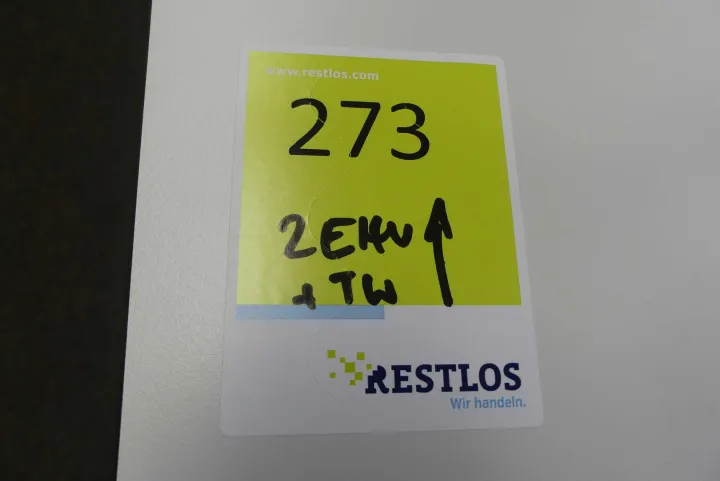 www.restlos.com
273
2 EHU
+ TW
RESTLOS
Wir handeln.